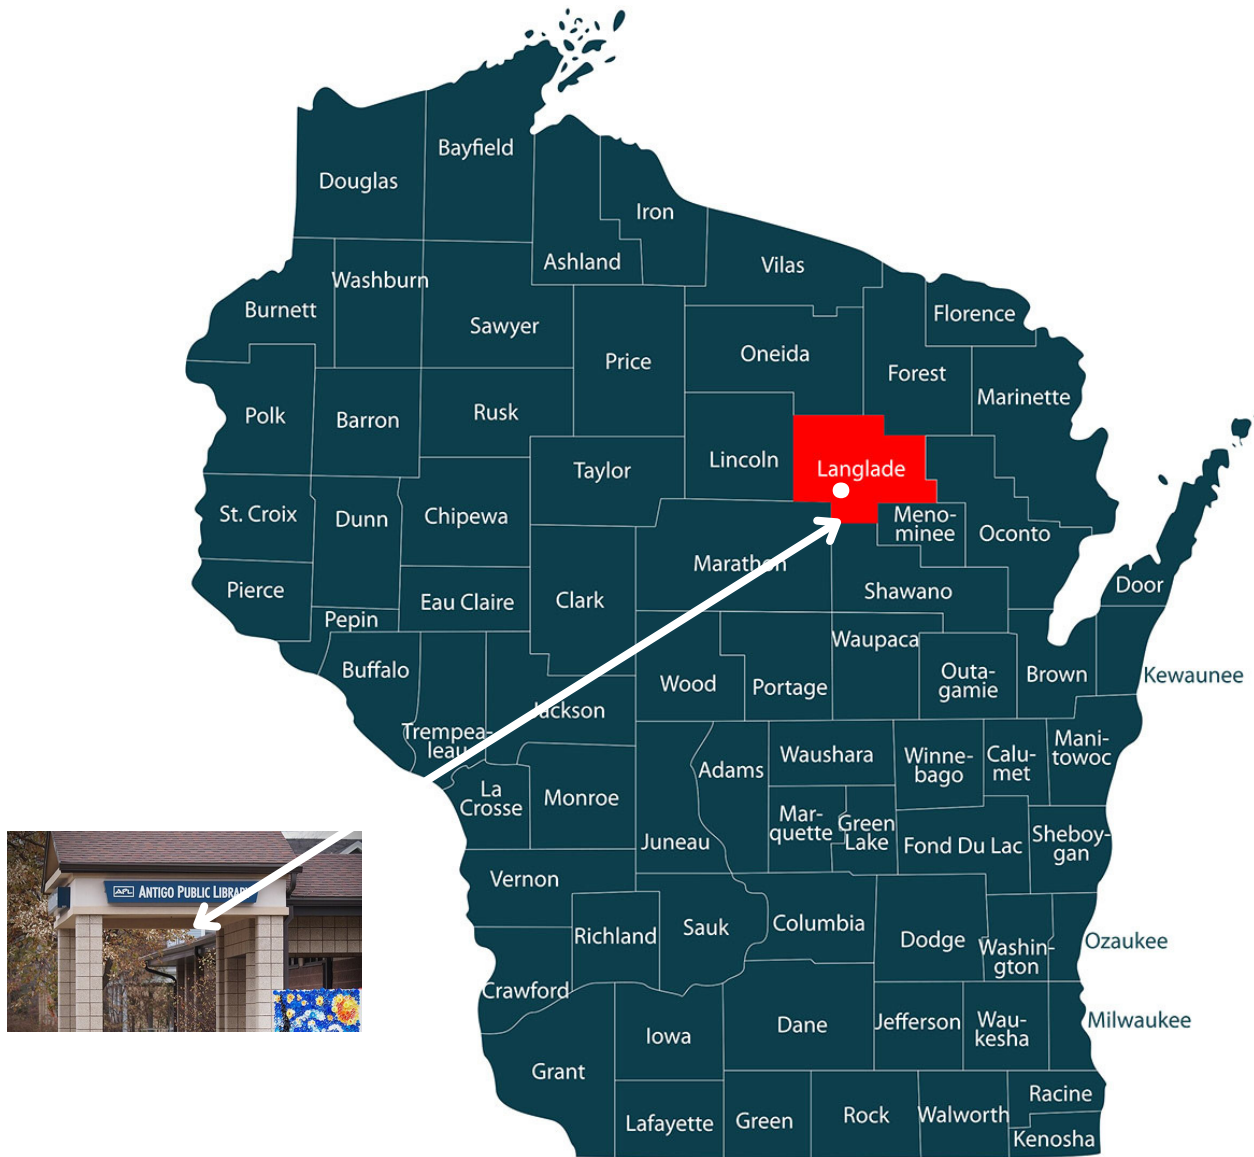 Bayfield
Douglas
Iron
Ashland
Vilas
Washburn
Burnett
Florence
Sawyer
Oneida
Price
Forest
Marinette
Polk
Barron
Rusk
Lincoln
Langlade
Taylor
St. Croix
Dunn
Chipewa
Meno-
minee
Oconto
Marathon
Door
Pierce
Shawano
Eau Claire
Clark
Pepin
Waupaca
Buffalo
Wood
Portage
Outa-
gamie
Brown
Kewaunee
Jackson
Trempea-
leau
Adams
Waushara
Winne-
bago
Calu-
met
Mani-
towoc
La
Crosse
Monroe
Mar-
quette
Green
Lake
Juneau
Fond Du Lac
Sheboy-
gan
Vernon
APL ANTIGO PUBLIC LIBRARY
Richland
Sauk
Columbia
Dodge
Washin-
gton
Ozaukee
Crawford
Iowa
Dane
Jefferson
Wau-
kesha
Milwaukee
Grant
Racine
Lafayette
Green
Rock
Walworth
Kenosha